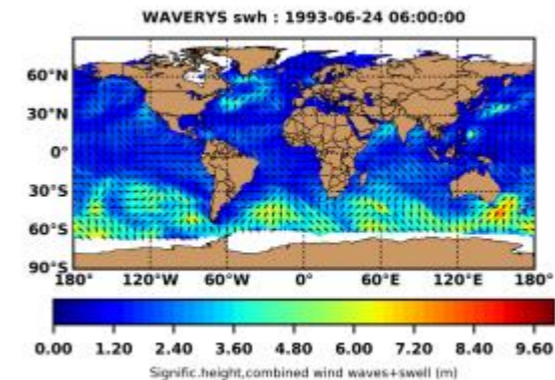 WAVERYS swh : 1993-06-24 06:00:00
60°N
30°N
0°
30°S
60°S
90°S
180° 120°W 60°W 0° 60°E 120°E 180°
0.00 1.20 2.40 3.60 4.80 6.00 7.20 8.40 9.60
Signific.height,combined wind waves+swell (m)